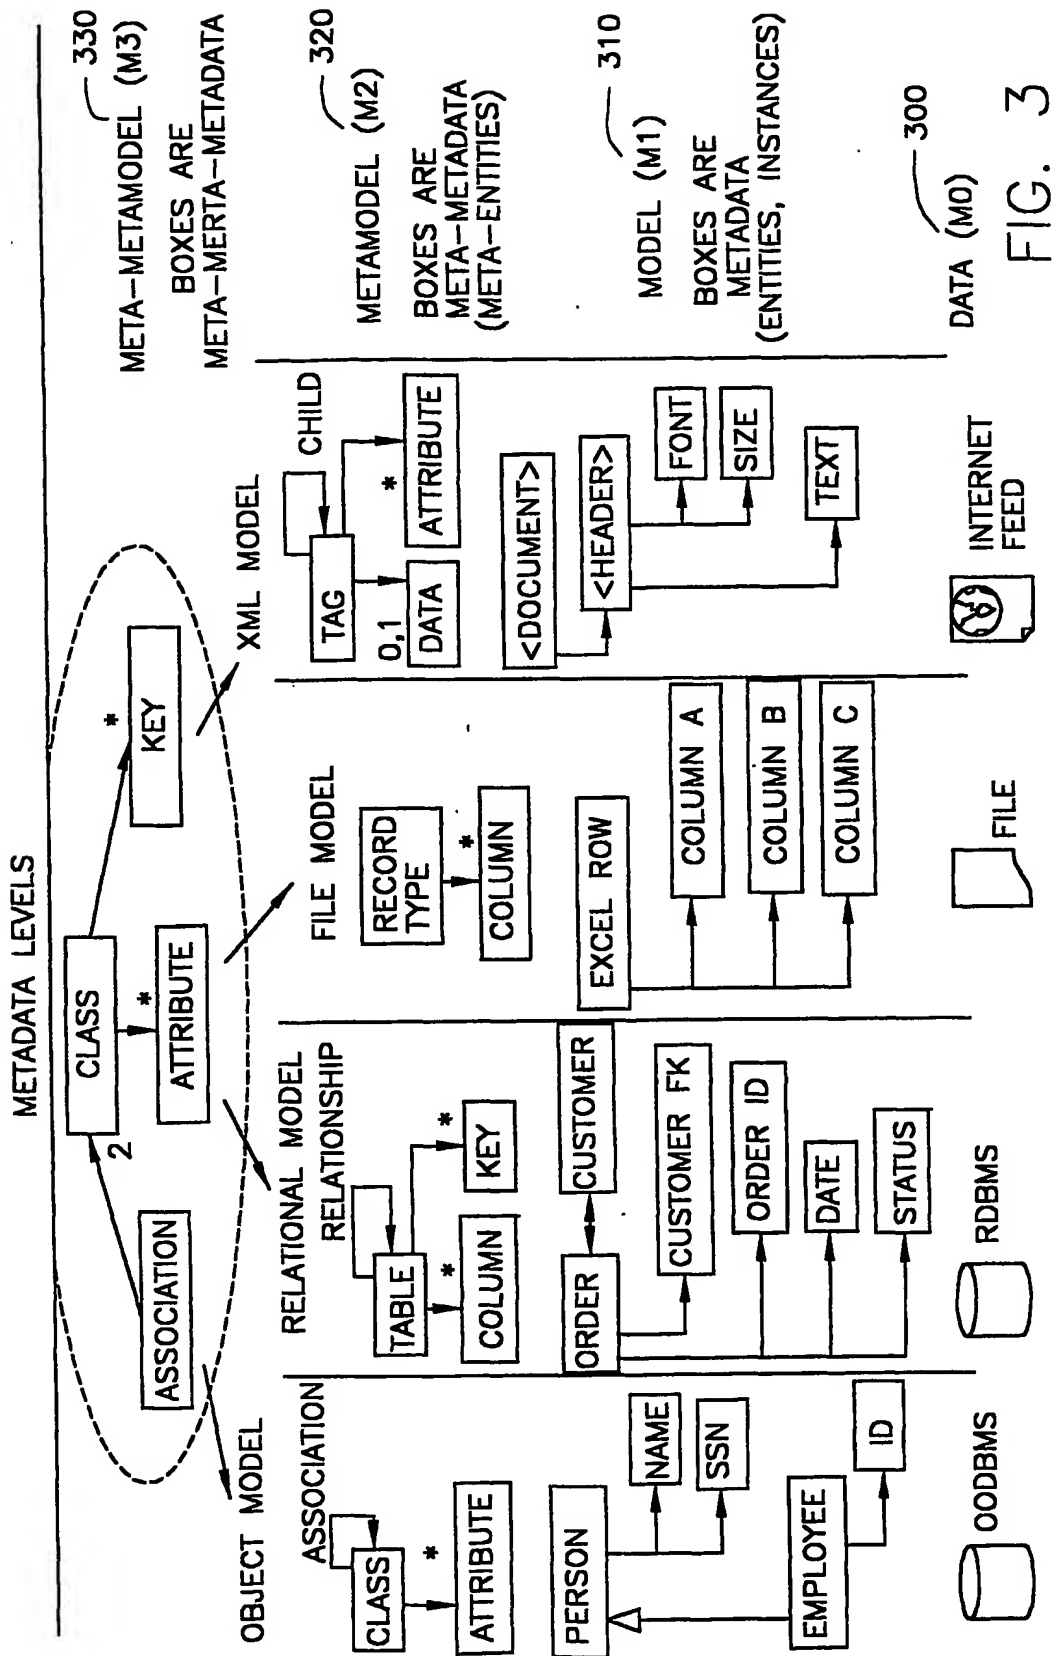 METADATA LEVELS
330
META-METAMODEL (M3)
BOXES ARE
META-MERTA-METADATA
ASSOCIATION
2
CLASS
*
ATTRIBUTE
*
KEY
OBJECT MODEL
RELATIONAL MODEL
FILE MODEL
XML MODEL
320
METAMODEL (M2)
BOXES ARE
META-METADATA
(META-ENTITIES)
ASSOCIATION
CLASS
*
ATTRIBUTE
RELATIONSHIP
TABLE
*
COLUMN
*
KEY
RECORD
TYPE
*
COLUMN
CHILD
TAG
0,1
DATA
*
ATTRIBUTE
310
MODEL (M1)
BOXES ARE
METADATA
(ENTITIES, INSTANCES)
PERSON
NAME
SSN
EMPLOYEE
ID
ORDER
CUSTOMER
CUSTOMER FK
ORDER ID
DATE
STATUS
EXCEL ROW
COLUMN A
COLUMN B
COLUMN C
<DOCUMENT>
<HEADER>
FONT
SIZE
TEXT
300
DATA (M0)
OODBMS
RDBMS
FILE
INTERNET
FEED
FIG. 3